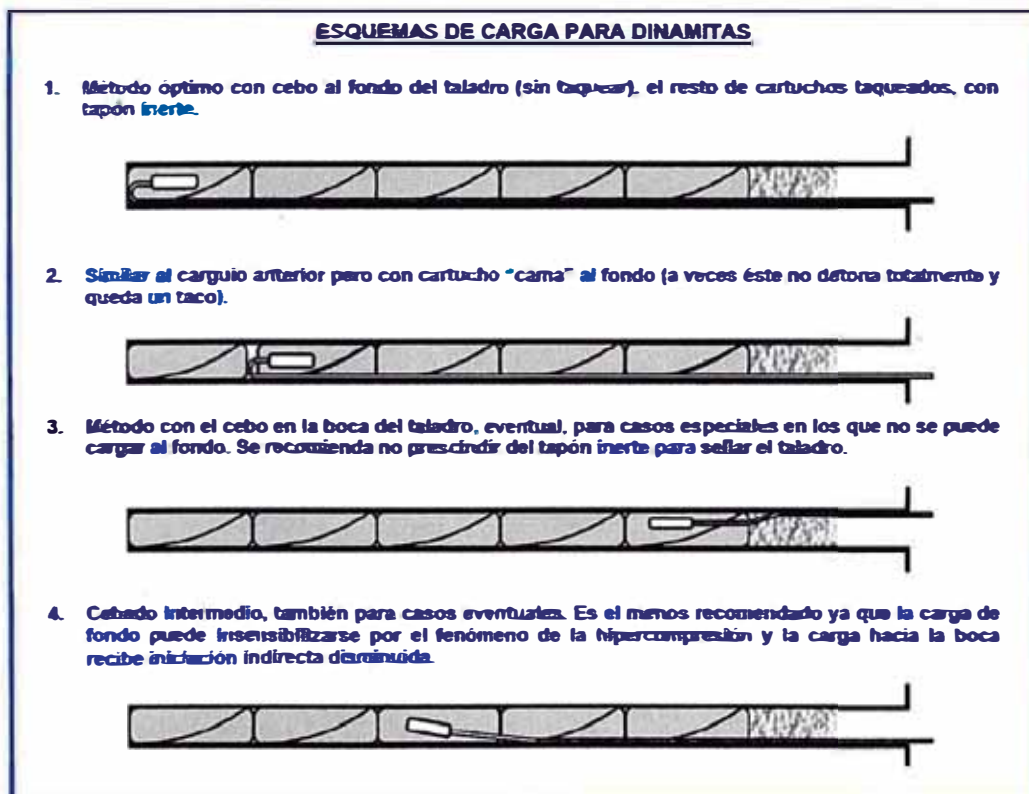 ESQUEMAS DE CARGA PARA DINAMITAS
1. Método óptimo con cebo al fondo del taladro (sin taquear), el resto de cartuchos taqueados, con
tapón inerte.
2. Similar al carguio anterior pero con cartucho "cama" al fondo (a veces éste no detona totalmente y
queda un taco).
3. Método con el cebo en la boca del taladro, eventual, para casos especiales en los que no se puede
cargar al fondo. Se recomienda no prescindir del tapón inerte para sellar el taladro.
4. Cebado intermedio, también para casos eventuales. Es el menos recomendado ya que la carga de
fondo puede insensibilizarse por el fenómeno de la hipercompresión y la carga hacia la boca
recibe iniciación indirecta disminuida.